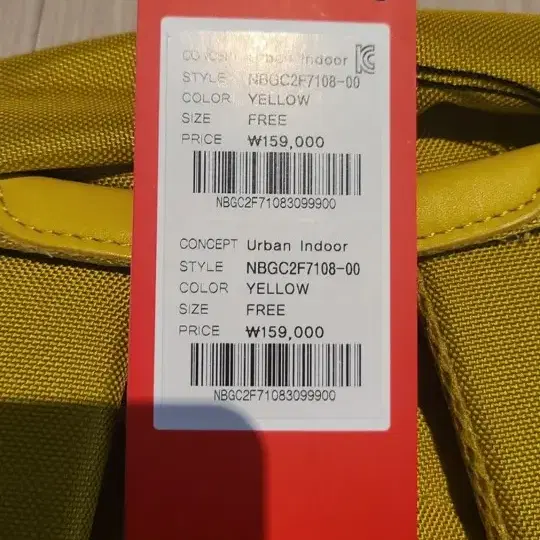 CONCEPT Urban Indoor
STYLE NBGC2F7108-00
COLOR YELLOW
SIZE FREE
PRICE ₩159,000
NBGC2F71083099900
CONCEPT Urban Indoor
STYLE NBGC2F7108-00
COLOR YELLOW
SIZE FREE
PRICE ₩159,000
NBGC2F71083099900